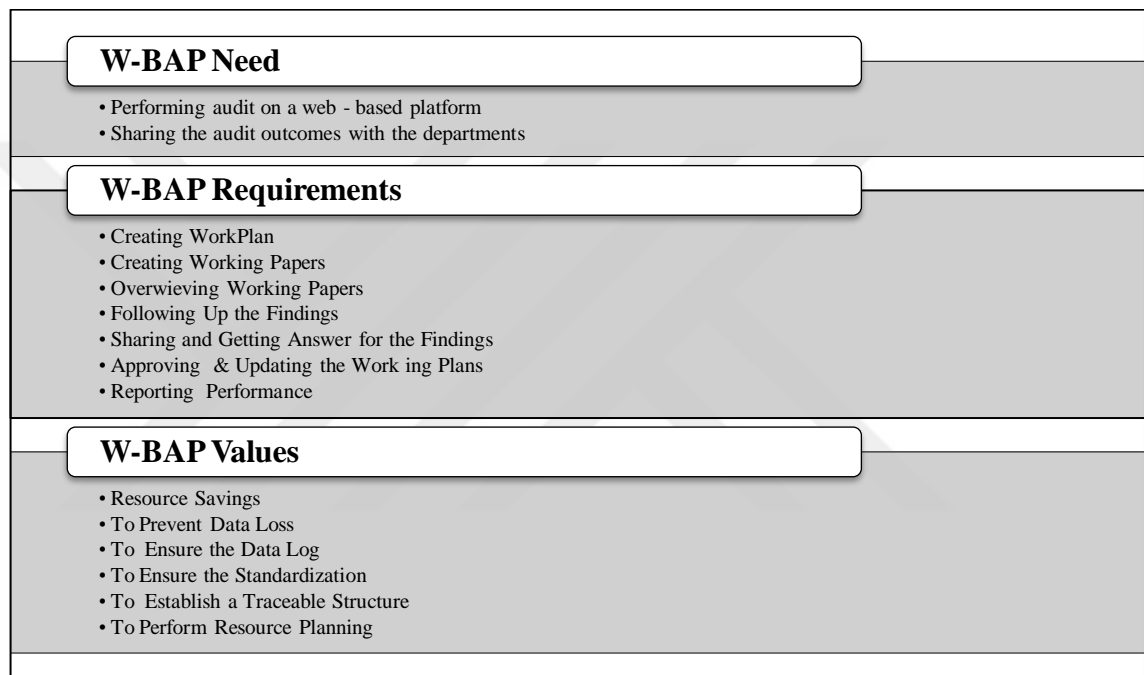 W-BAP Need
• Performing audit on a web - based platform
• Sharing the audit outcomes with the departments
W-BAP Requirements
• Creating WorkPlan
• Creating Working Papers
• Overwieving Working Papers
• Following Up the Findings
• Sharing and Getting Answer for the Findings
• Approving & Updating the Work ing Plans
• Reporting Performance
W-BAP Values
• Resource Savings
• To Prevent Data Loss
• To Ensure the Data Log
• To Ensure the Standardization
• To Establish a Traceable Structure
• To Perform Resource Planning